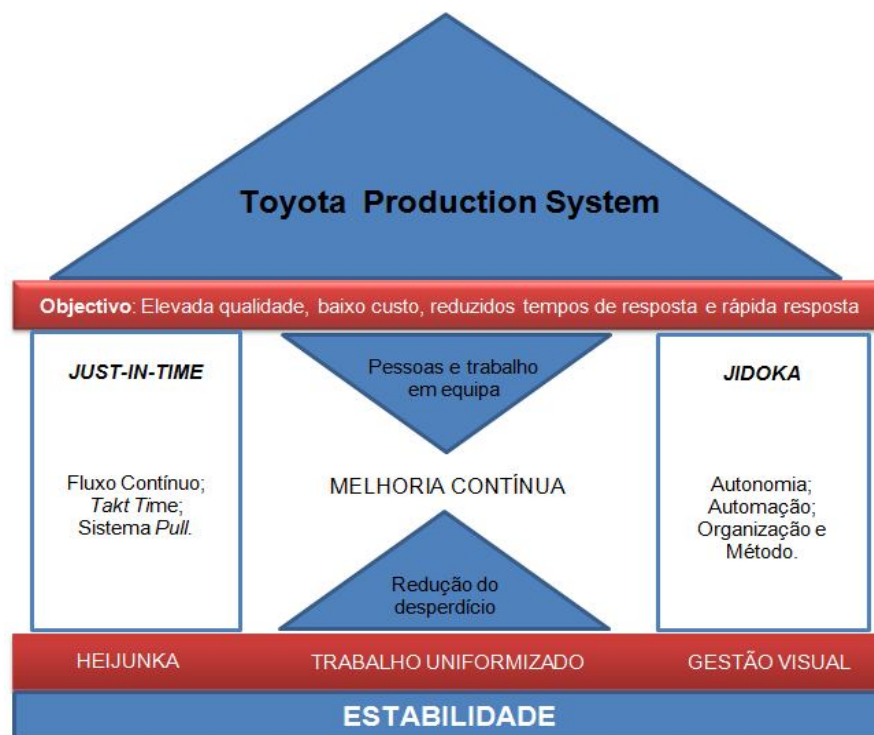 Toyota Production System
Objectivo: Elevada qualidade, baixo custo, reduzidos tempos de resposta e rápida resposta
JUST-IN-TIME
Fluxo Contínuo;
Takt Time;
Sistema Pull.
Pessoas e trabalho
em equipa
MELHORIA CONTÍNUA
Redução do
desperdício
JIDOKA
Autonomia;
Automação;
Organização e
Método.
HEIJUNKA
TRABALHO UNIFORMIZADO
GESTÃO VISUAL
ESTABILIDADE